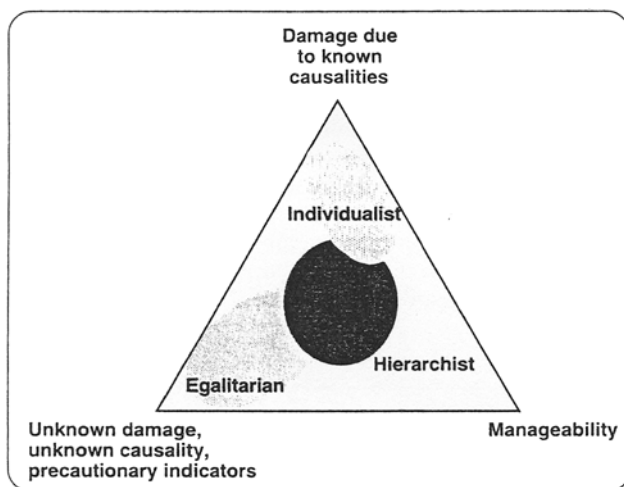 Damage due
to known
causalities
Individualist
Hierarchist
Egalitarian
Unknown damage,
unknown causality,
precautionary indicators
Manageability